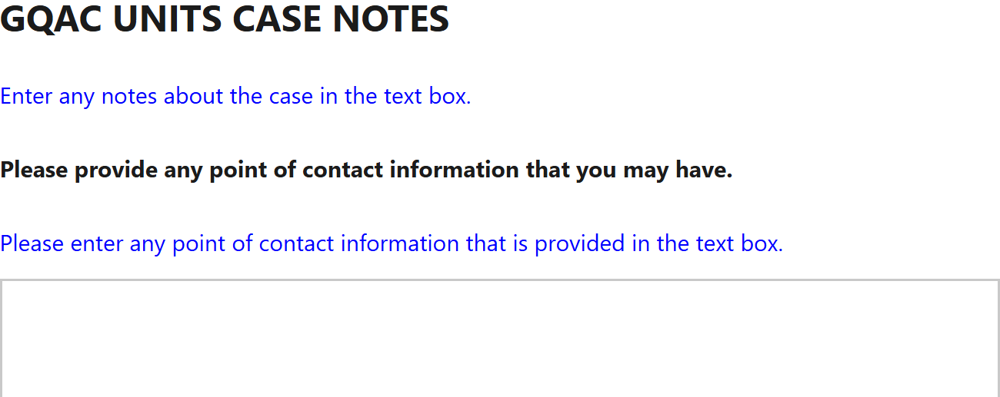 GQAC UNITS CASE NOTES
Enter any notes about the case in the text box.
Please provide any point of contact information that you may have.
Please enter any point of contact information that is provided in the text box.